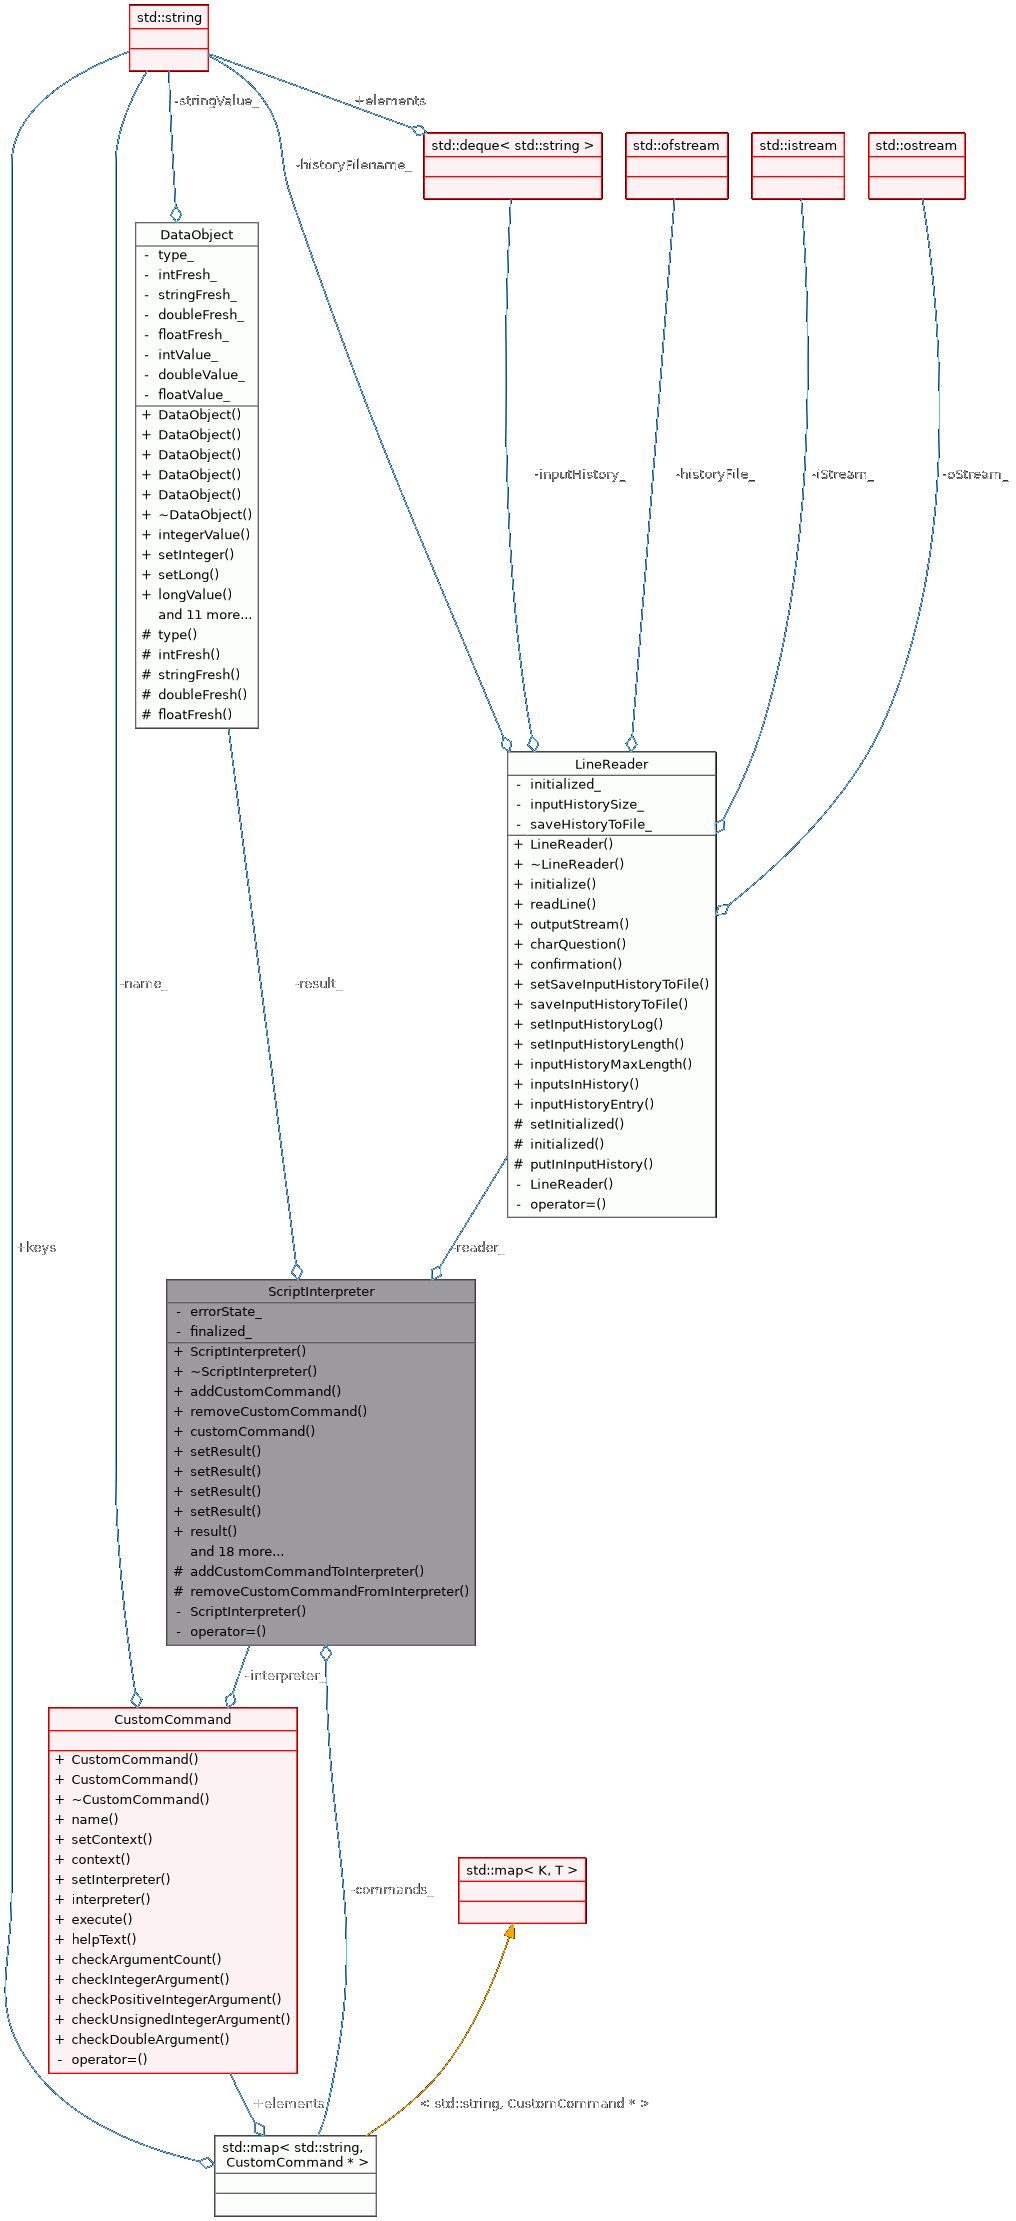 std::string
-stringValue_
+elements
-historyFilename_
std::deque< std::string >
std::ofstream
std::istream
std::ostream
DataObject
- type_
- intFresh_
- stringFresh_
- doubleFresh_
- floatFresh_
- intValue_
- doubleValue_
- floatValue_
+ DataObject()
+ DataObject()
+ DataObject()
+ DataObject()
+ DataObject()
+ ~DataObject()
+ integerValue()
+ setInteger()
+ setLong()
+ longValue()
and 11 more...
# type()
# intFresh()
# stringFresh()
# doubleFresh()
# floatFresh()
-inputHistory_
-historyFile_
-iStream_
-oStream_
LineReader
- initialized_
- inputHistorySize_
- saveHistoryToFile_
+ LineReader()
+ ~LineReader()
+ initialize()
+ readLine()
+ outputStream()
+ charQuestion()
+ confirmation()
+ setSaveInputHistoryToFile()
+ saveInputHistoryToFile()
+ setInputHistoryLog()
+ setInputHistoryLength()
+ inputHistoryMaxLength()
+ inputsInHistory()
+ inputHistoryEntry()
# setInitialized()
# initialized()
# putInInputHistory()
- LineReader()
- operator=()
-name_
-result_
+keys
-reader_
ScriptInterpreter
- errorState_
- finalized_
+ ScriptInterpreter()
+ ~ScriptInterpreter()
+ addCustomCommand()
+ removeCustomCommand()
+ customCommand()
+ setResult()
+ setResult()
+ setResult()
+ setResult()
+ result()
and 18 more...
# addCustomCommandToInterpreter()
# removeCustomCommandFromInterpreter()
- ScriptInterpreter()
- operator=()
-interpreter_
CustomCommand
+ CustomCommand()
+ CustomCommand()
+ ~CustomCommand()
+ name()
+ setContext()
+ context()
+ setInterpreter()
+ interpreter()
+ execute()
+ helpText()
+ checkArgumentCount()
+ checkIntegerArgument()
+ checkPositiveIntegerArgument()
+ checkUnsignedIntegerArgument()
+ checkDoubleArgument()
- operator=()
-commands_
std::map< K, T >
+elements
< std::string, CustomCommand * >
std::map< std::string,
CustomCommand * >